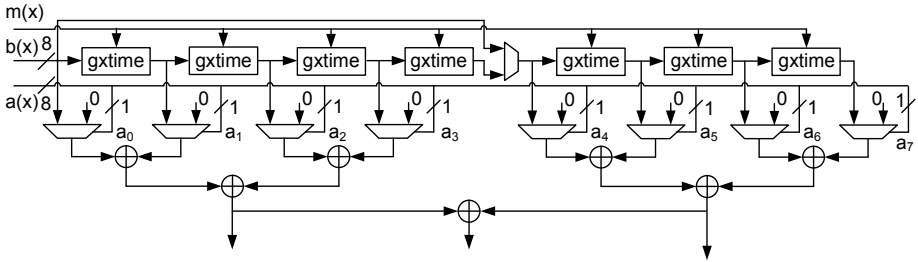 m(x)
b(x) 8
gxtime gxtime gxtime gxtime gxtime gxtime gxtime
a(x) 8
0 1 0 1 0 1 0 1 0 1 0 1 0 1 0 1
a₀ a₁ a₂ a₃ a₄ a₅ a₆ a₇